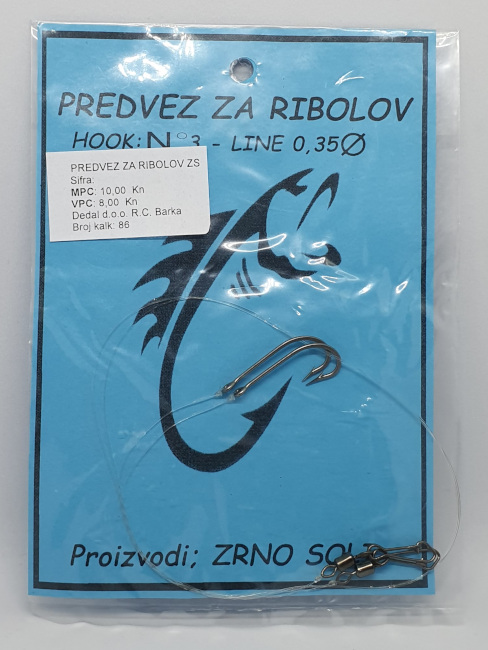 PREDVEZ ZA RIBOLOV
HOOK: N°3 - LINE 0,35Ø
PREDVEZ ZA RIBOLOV ZS
Sifra:
MPC: 10,00 Kn
VPC: 8,00 Kn
Dedal d.o.o. R.C. Barka
Broj kalk: 86
Proizvodi; ZRNO SOLI